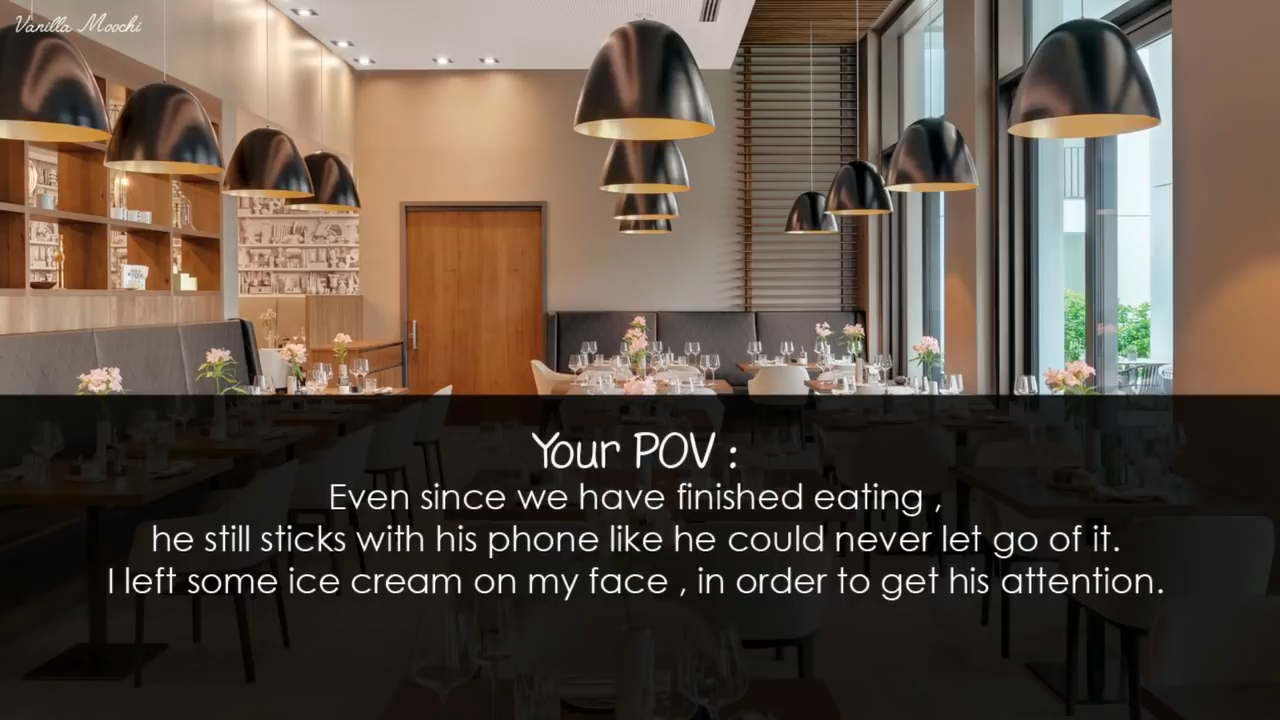 Vanilla Moochi
Your POV :
Even since we have finished eating ,
he still sticks with his phone like he could never let go of it.
I left some ice cream on my face , in order to get his attention.